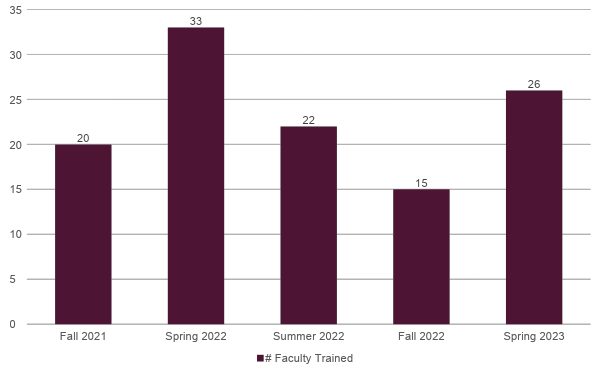 35
30
25
20
15
10
5
0
20
33
22
15
26
Fall 2021
Spring 2022
Summer 2022
Fall 2022
Spring 2023
# Faculty Trained